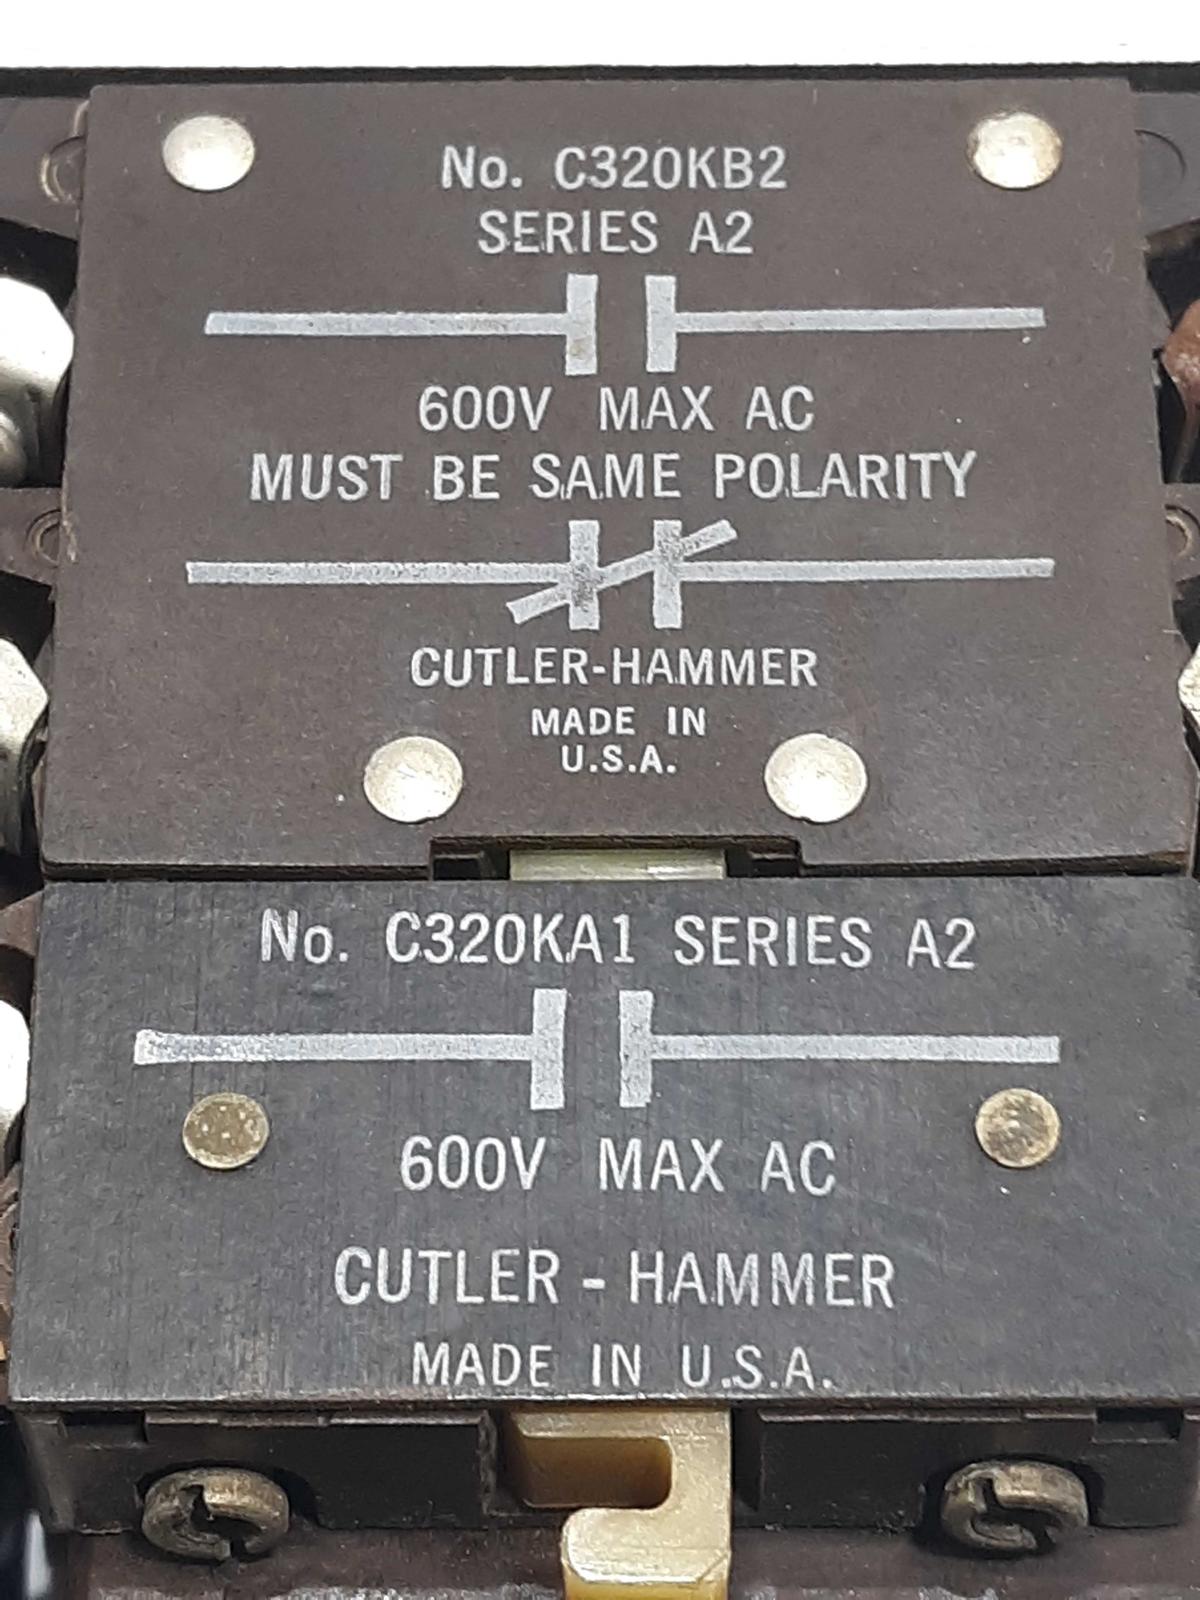 No. C320KB2
SERIES A2
600V MAX AC
MUST BE SAME POLARITY
CUTLER-HAMMER
MADE IN
U.S.A.
No. C320KA1 SERIES A2
600V MAX AC
CUTLER - HAMMER
MADE IN U.S.A.